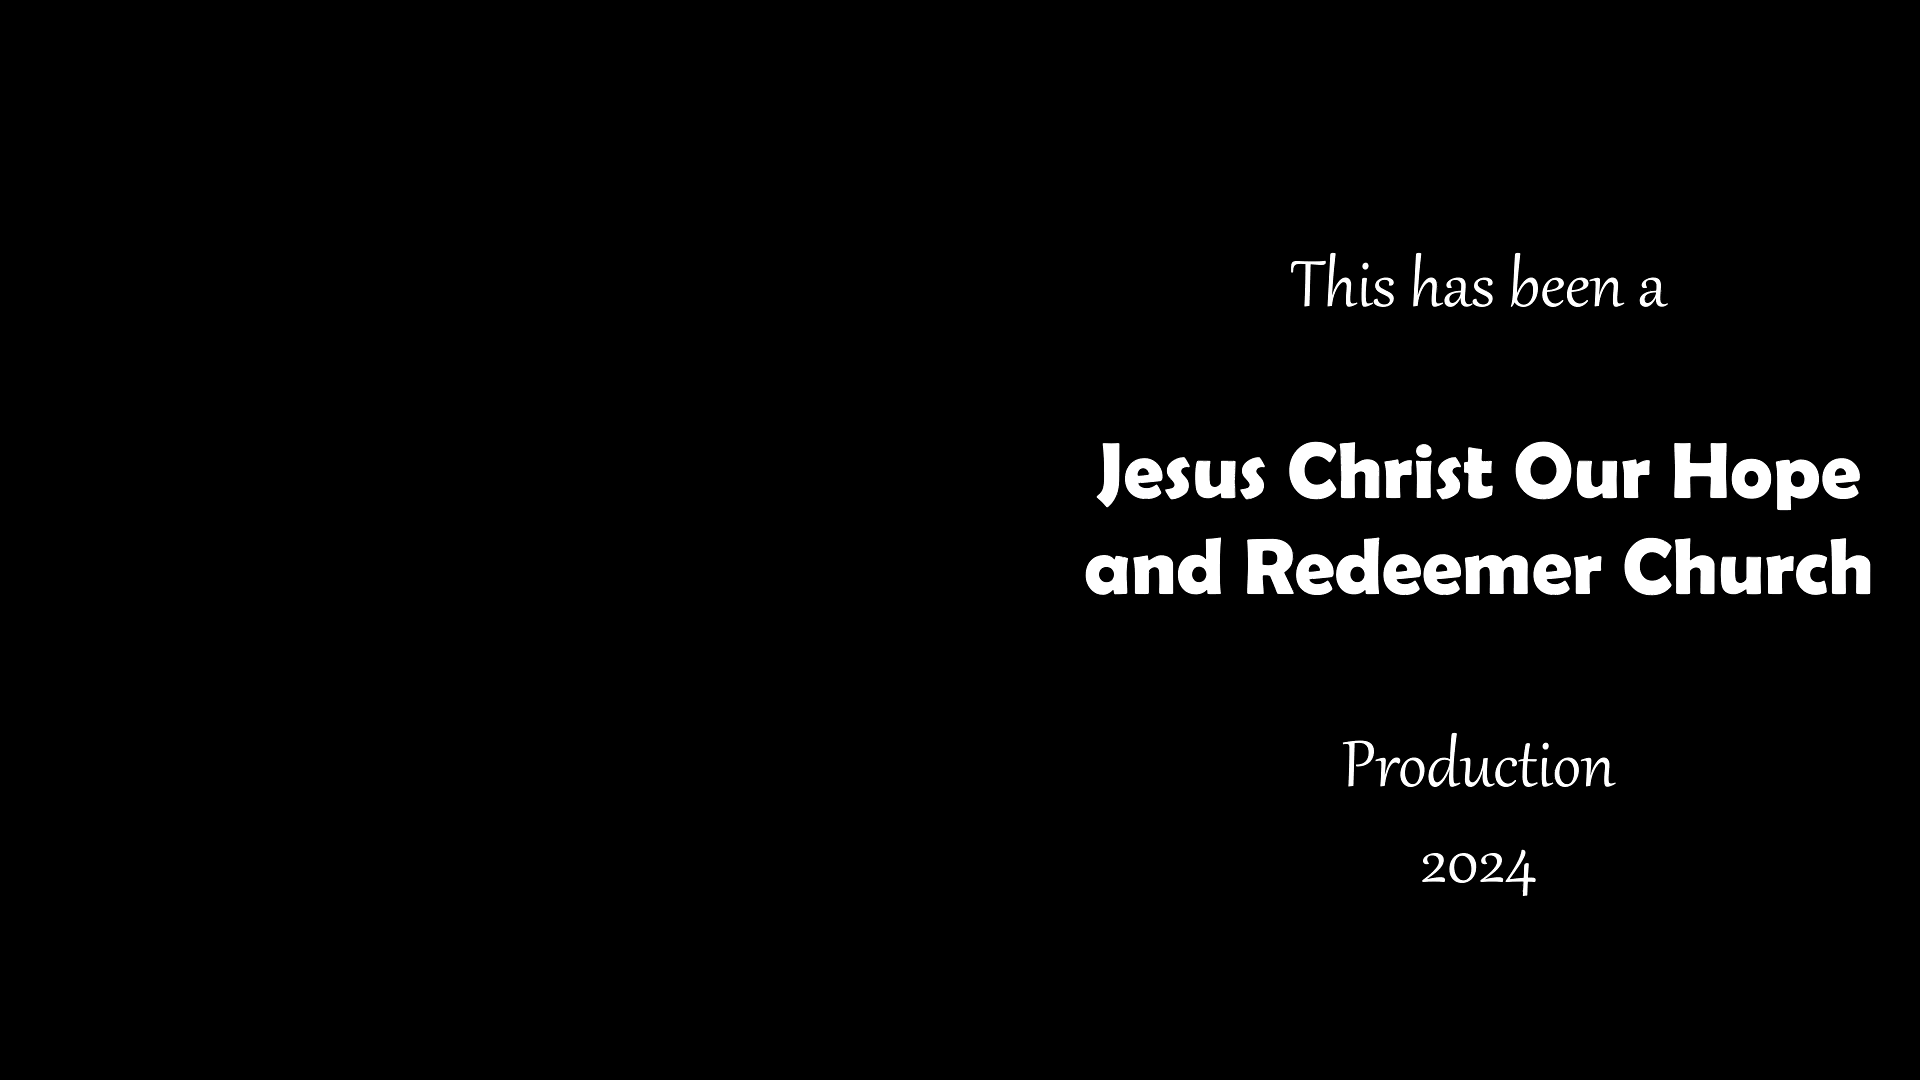 This has been a
Jesus Christ Our Hope
and Redeemer Church
Production
2024